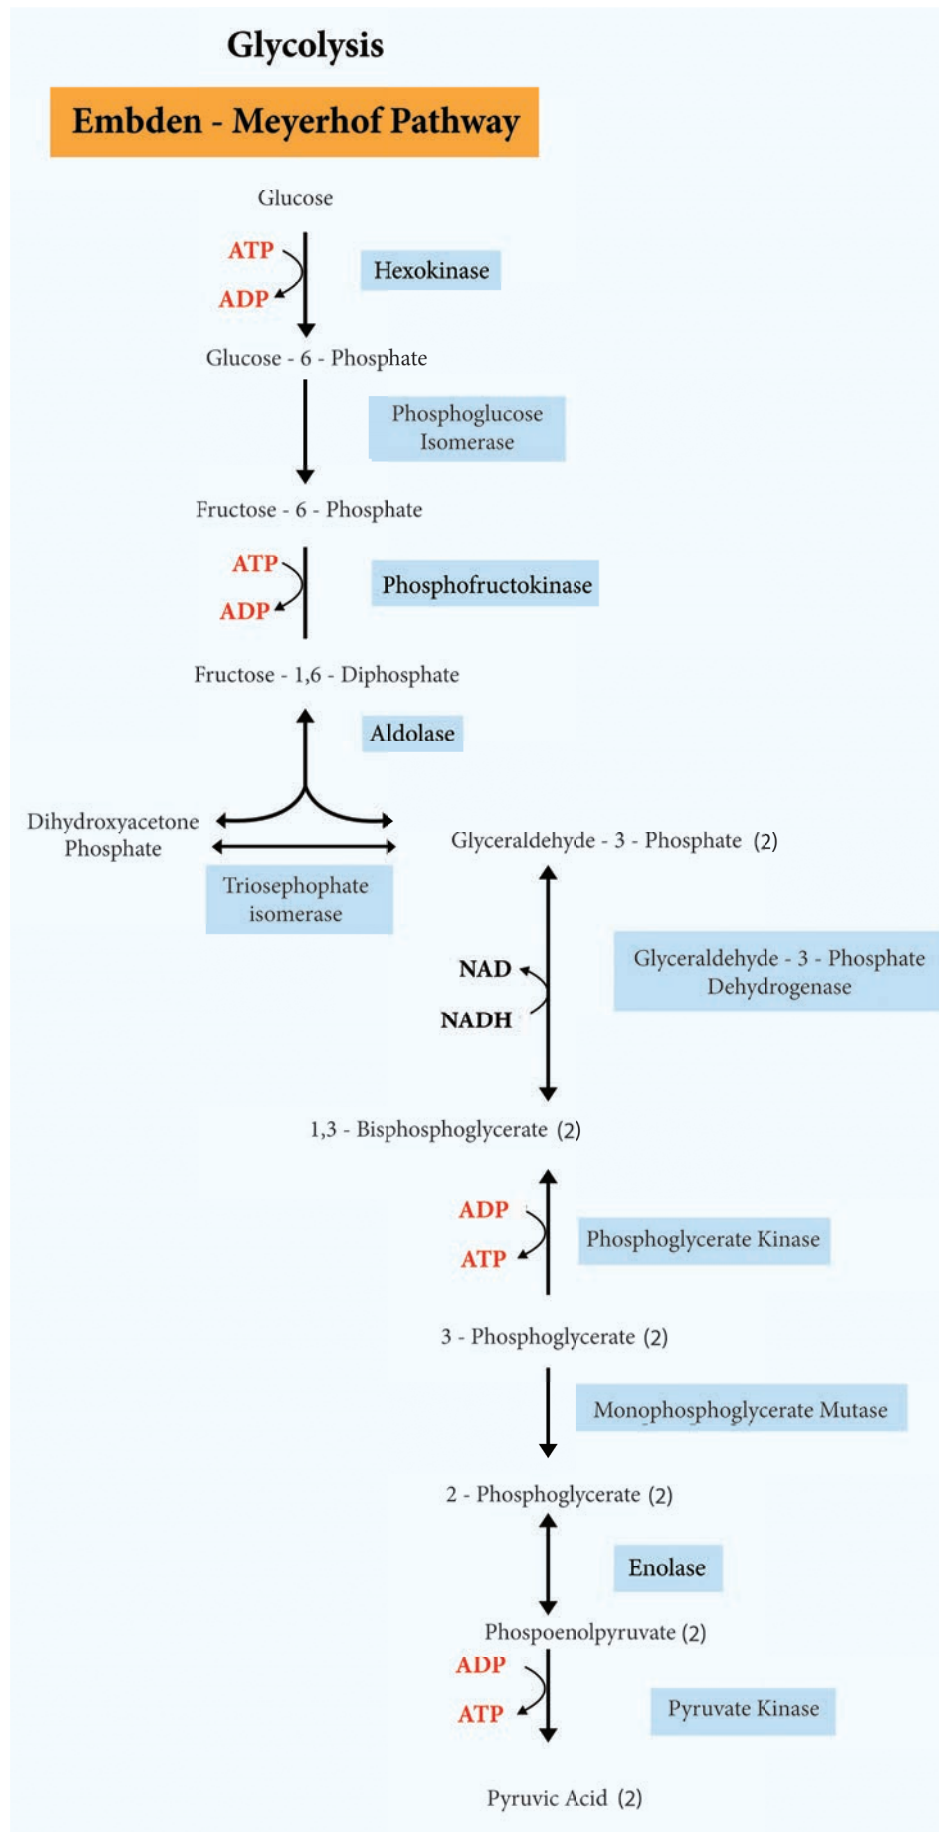 Glycolysis
Embden - Meyerhof Pathway
Glucose
ATP
Hexokinase
ADP
Glucose - 6 - Phosphate
Phosphoglucose
Isomerase
Fructose - 6 - Phosphate
ATP
Phosphofructokinase
ADP
Fructose - 1,6 - Diphosphate
Aldolase
Dihydroxyacetone
Phosphate
Glyceraldehyde - 3 - Phosphate (2)
Triosephophate
isomerase
NAD
NADH
Glyceraldehyde - 3 - Phosphate
Dehydrogenase
1,3 - Bisphosphoglycerate (2)
ADP
Phosphoglycerate Kinase
ATP
3 - Phosphoglycerate (2)
Monophosphoglycerate Mutase
2 - Phosphoglycerate (2)
Enolase
Phospoenolpyruvate (2)
ADP
Pyruvate Kinase
ATP
Pyruvic Acid (2)